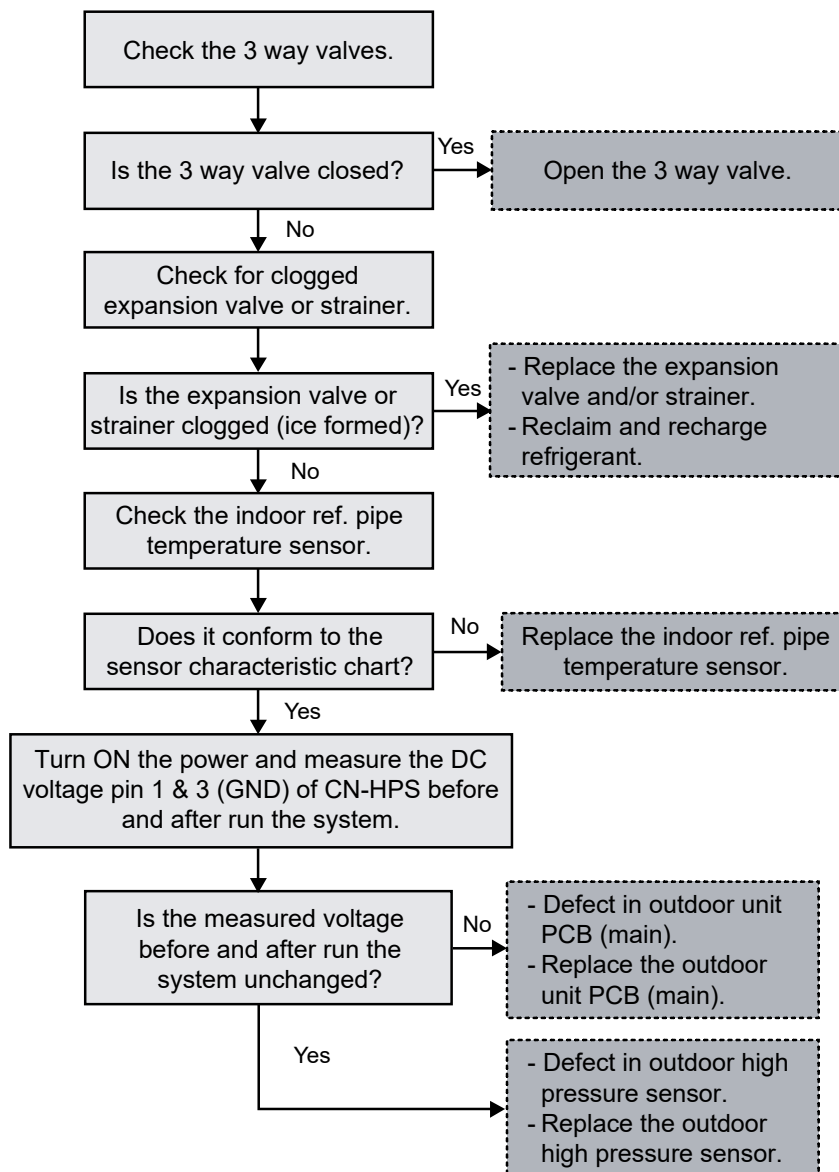 Check the 3 way valves.
Is the 3 way valve closed?
Yes
Open the 3 way valve.
No
Check for clogged
expansion valve or strainer.
Is the expansion valve or
strainer clogged (ice formed)?
Yes
- Replace the expansion
valve and/or strainer.
- Reclaim and recharge
refrigerant.
No
Check the indoor ref. pipe
temperature sensor.
Does it conform to the
sensor characteristic chart?
No
Replace the indoor ref. pipe
temperature sensor.
Yes
Turn ON the power and measure the DC
voltage pin 1 & 3 (GND) of CN-HPS before
and after run the system.
Is the measured voltage
before and after run the
system unchanged?
No
- Defect in outdoor unit
PCB (main).
- Replace the outdoor
unit PCB (main).
Yes
- Defect in outdoor high
pressure sensor.
- Replace the outdoor
high pressure sensor.